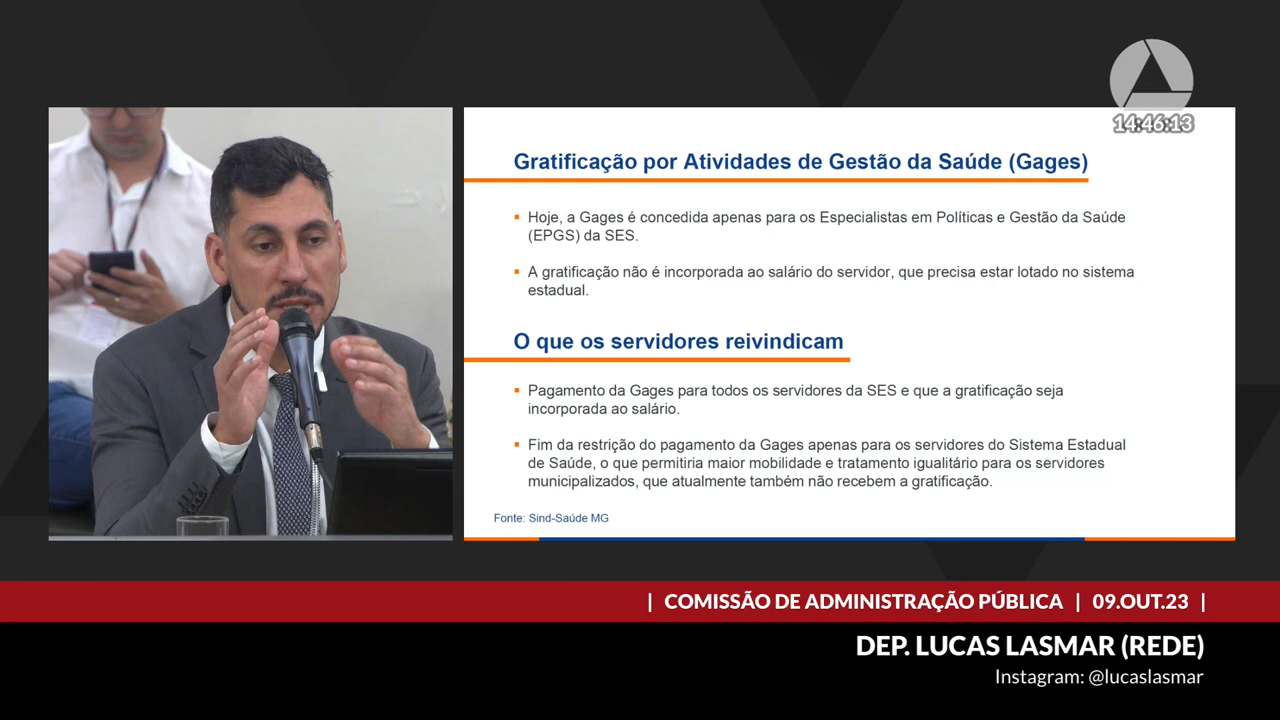 14:46:13
Gratificação por Atividades de Gestão da Saúde (Gages)
▪ Hoje, a Gages é concedida apenas para os Especialistas em Políticas e Gestão da Saúde
(EPGS) da SES.
▪ A gratificação não é incorporada ao salário do servidor, que precisa estar lotado no sistema
estadual.
O que os servidores reivindicam
▪ Pagamento da Gages para todos os servidores da SES e que a gratificação seja
incorporada ao salário.
▪ Fim da restrição do pagamento da Gages apenas para os servidores do Sistema Estadual
de Saúde, o que permitiria maior mobilidade e tratamento igualitário para os servidores
municipalizados, que atualmente também não recebem a gratificação.
Fonte: Sind-Saúde MG
| COMISSÃO DE ADMINISTRAÇÃO PÚBLICA | 09.OUT.23 |
DEP. LUCAS LASMAR (REDE)
Instagram: @lucaslasmar